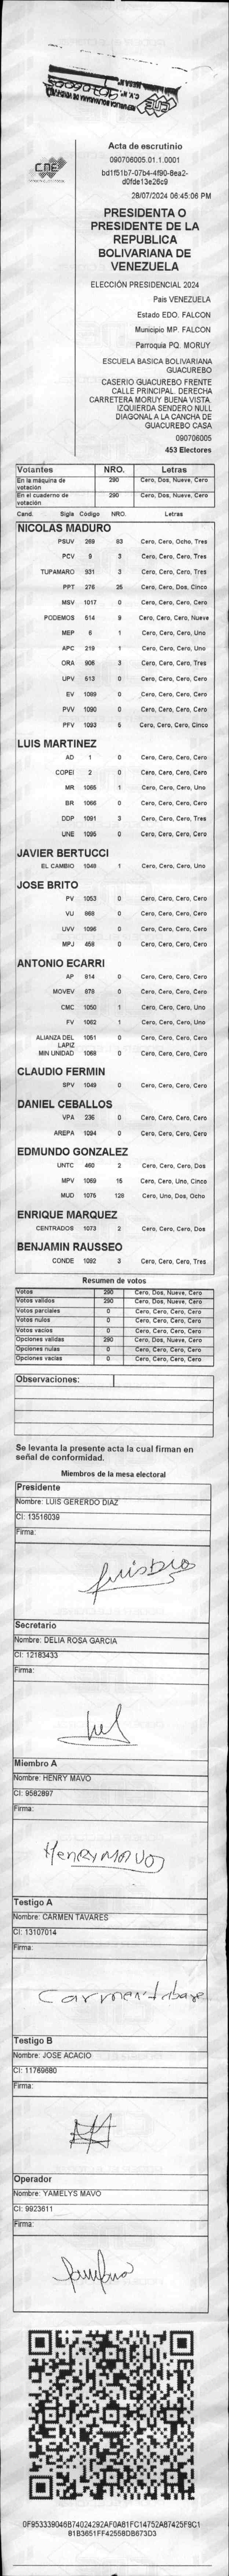 CNE
Acta de escrutinio
090706005.01.1.0001
bd1f51b7-07b4-4f90-8ea2-
d0fde13e26c9
28/07/2024 06:45:06 PM
PRESIDENTA O
PRESIDENTE DE LA
REPUBLICA
BOLIVARIANA DE
VENEZUELA
ELECCIÓN PRESIDENCIAL 2024
Pais VENEZUELA
Estado EDO. FALCON
Municipio MP. FALCON
Parroquia PQ. MORUY
ESCUELA BASICA BOLIVARIANA
GUACUREBO
CASERIO GUACUREBO FRENTE
CALLE PRINCIPAL. DERECHA
CARRETERA MORUY BUENA VISTA.
IZQUIERDA SENDERO NULL
DIAGONAL A LA CANCHA DE
GUACUREBO CASA
090706005
453 Electores
Votantes NRO. Letras
En la máquina de votación 290 Cero, Dos, Nueve, Cero
En el cuaderno de votación 290 Cero, Dos, Nueve, Cero
Cand. Sigla Código NRO. Letras
NICOLAS MADURO
PSUV 269 83 Cero, Cero, Ocho, Tres
PCV 9 3 Cero, Cero, Cero, Tres
TUPAMARO 931 3 Cero, Cero, Cero, Tres
PPT 276 25 Cero, Cero, Dos, Cinco
MSV 1017 0 Cero, Cero, Cero, Cero
PODEMOS 514 9 Cero, Cero, Cero, Nueve
MEP 6 1 Cero, Cero, Cero, Uno
APC 219 1 Cero, Cero, Cero, Uno
ORA 906 3 Cero, Cero, Cero, Tres
UPV 513 0 Cero, Cero, Cero, Cero
EV 1089 0 Cero, Cero, Cero, Cero
PVV 1090 0 Cero, Cero, Cero, Cero
PFV 1093 5 Cero, Cero, Cero, Cinco
LUIS MARTINEZ
AD 1 0 Cero, Cero, Cero, Cero
COPEI 2 0 Cero, Cero, Cero, Cero
MR 1065 1 Cero, Cero, Cero, Uno
BR 1066 0 Cero, Cero, Cero, Cero
DDP 1091 3 Cero, Cero, Cero, Tres
UNE 1095 0 Cero, Cero, Cero, Cero
JAVIER BERTUCCI
EL CAMBIO 1048 1 Cero, Cero, Cero, Uno
JOSE BRITO
PV 1053 0 Cero, Cero, Cero, Cero
VU 868 0 Cero, Cero, Cero, Cero
UVV 1096 0 Cero, Cero, Cero, Cero
MPJ 458 0 Cero, Cero, Cero, Cero
ANTONIO ECARRI
AP 814 0 Cero, Cero, Cero, Cero
MOVEV 878 0 Cero, Cero, Cero, Cero
CMC 1050 1 Cero, Cero, Cero, Uno
FV 1062 1 Cero, Cero, Cero, Uno
ALIANZA DEL LAPIZ 1051 0 Cero, Cero, Cero, Cero
MIN UNIDAD 1068 0 Cero, Cero, Cero, Cero
CLAUDIO FERMIN
SPV 1049 0 Cero, Cero, Cero, Cero
DANIEL CEBALLOS
VPA 236 0 Cero, Cero, Cero, Cero
AREPA 1094 0 Cero, Cero, Cero, Cero
EDMUNDO GONZALEZ
UNTC 460 2 Cero, Cero, Cero, Dos
MPV 1069 15 Cero, Cero, Uno, Cinco
MUD 1075 128 Cero, Uno, Dos, Ocho
ENRIQUE MARQUEZ
CENTRADOS 1073 2 Cero, Cero, Cero, Dos
BENJAMIN RAUSSEO
CONDE 1092 3 Cero, Cero, Cero, Tres
Resumen de votos
Votos 290 Cero, Dos, Nueve, Cero
Votos validos 290 Cero, Dos, Nueve, Cero
Votos parciales 0 Cero, Cero, Cero, Cero
Votos nulos 0 Cero, Cero, Cero, Cero
Votos vacios 0 Cero, Cero, Cero, Cero
Opciones validas 290 Cero, Dos, Nueve, Cero
Opciones nulas 0 Cero, Cero, Cero, Cero
Opciones vacias 0 Cero, Cero, Cero, Cero
Observaciones:
Se levanta la presente acta la cual firman en
señal de conformidad.
Miembros de la mesa electoral
Presidente
Nombre: LUIS GERERDO DIAZ
CI: 13516039
Firma:
Luis Diaz
Secretario
Nombre: DELIA ROSA GARCIA
CI: 12183433
Firma:
Miembro A
Nombre: HENRY MAVO
CI: 9582897
Firma:
Henry MAVO
Testigo A
Nombre: CARMEN TAVARES
CI: 13107014
Firma:
Testigo B
Nombre: JOSE ACACIO
CI: 11769680
Firma:
Operador
Nombre: YAMELYS MAVO
CI: 9923611
Firma:
0F953339046B74024292AF0A81FC14752A87425F9C1
81B3651FF42558DB673D3